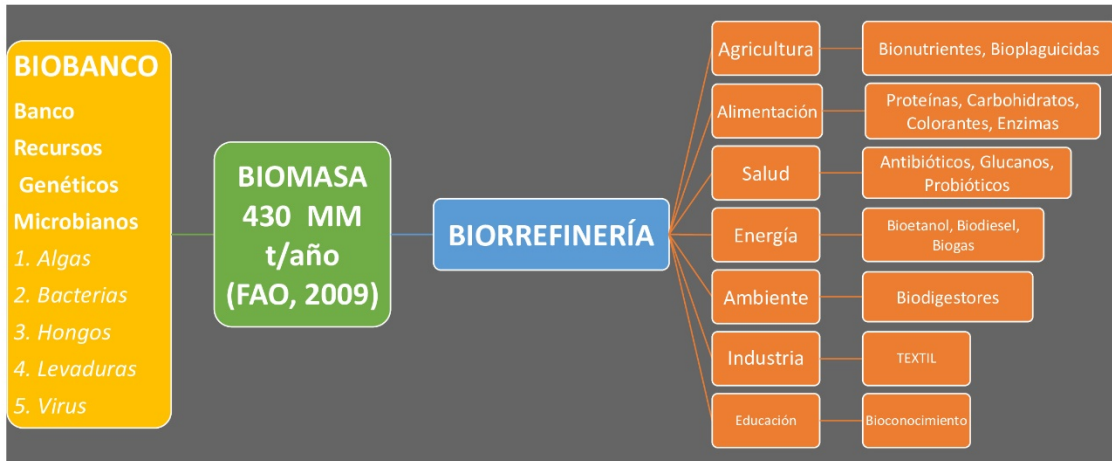 BIOBANCO
Banco
Recursos
Genéticos
Microbianos
1. Algas
2. Bacterias
3. Hongos
4. Levaduras
5. Virus
BIOMASA
430 MM
t/año
(FAO, 2009)
BIORREFINERÍA
Agricultura
Bionutrientes, Bioplaguicidas
Alimentación
Proteínas, Carbohidratos,
Colorantes, Enzimas
Salud
Antibióticos, Glucanos,
Probióticos
Energía
Bioetanol, Biodiesel,
Biogas
Ambiente
Biodigestores
Industria
TEXTIL
Educación
Bioconocimiento